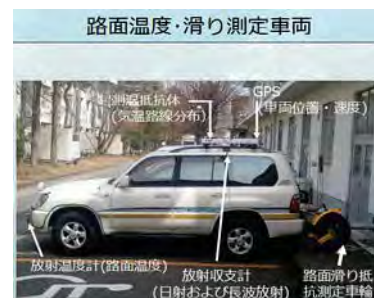 路面温度･滑り測定車両
GPS
測温抵抗体
(車両位置・速度)
(気温路線分布)
放射温度計(路面温度)
放射収支計
(日射および長波放射)
路面滑り抵
抗測定車輪